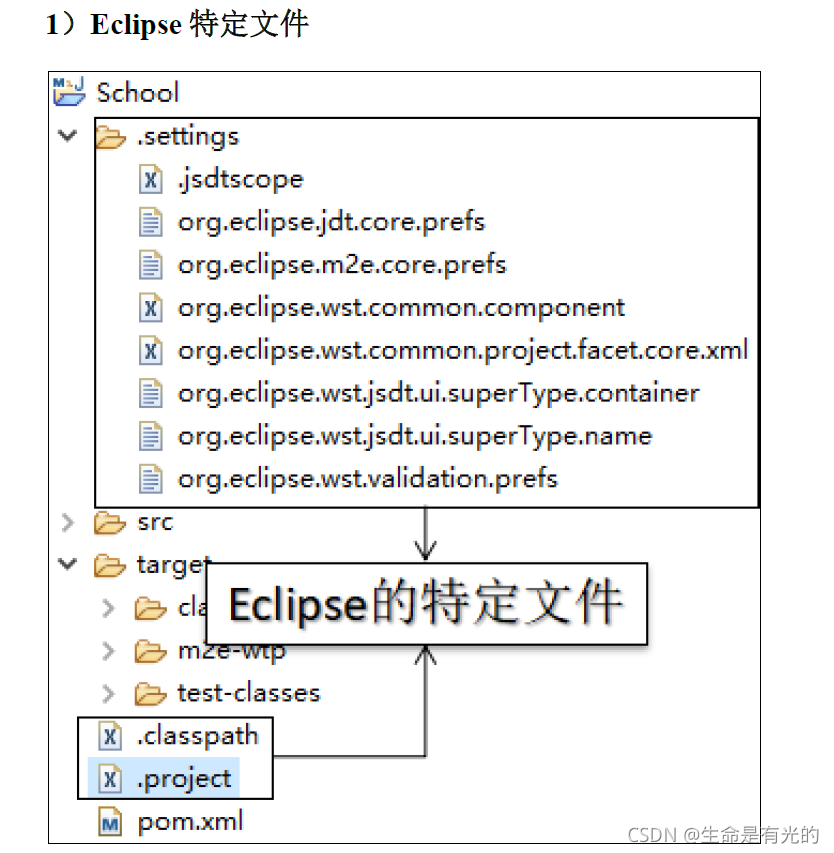 1）Eclipse 特定文件
School
.settings
.jsdtscope
org.eclipse.jdt.core.prefs
org.eclipse.m2e.core.prefs
org.eclipse.wst.common.component
org.eclipse.wst.common.project.facet.core.xml
org.eclipse.wst.jsdt.ui.superType.container
org.eclipse.wst.jsdt.ui.superType.name
org.eclipse.wst.validation.prefs
src
target
Eclipse的特定文件
m2e-wtp
test-classes
.classpath
.project
pom.xml
CSDN @生命是有光的